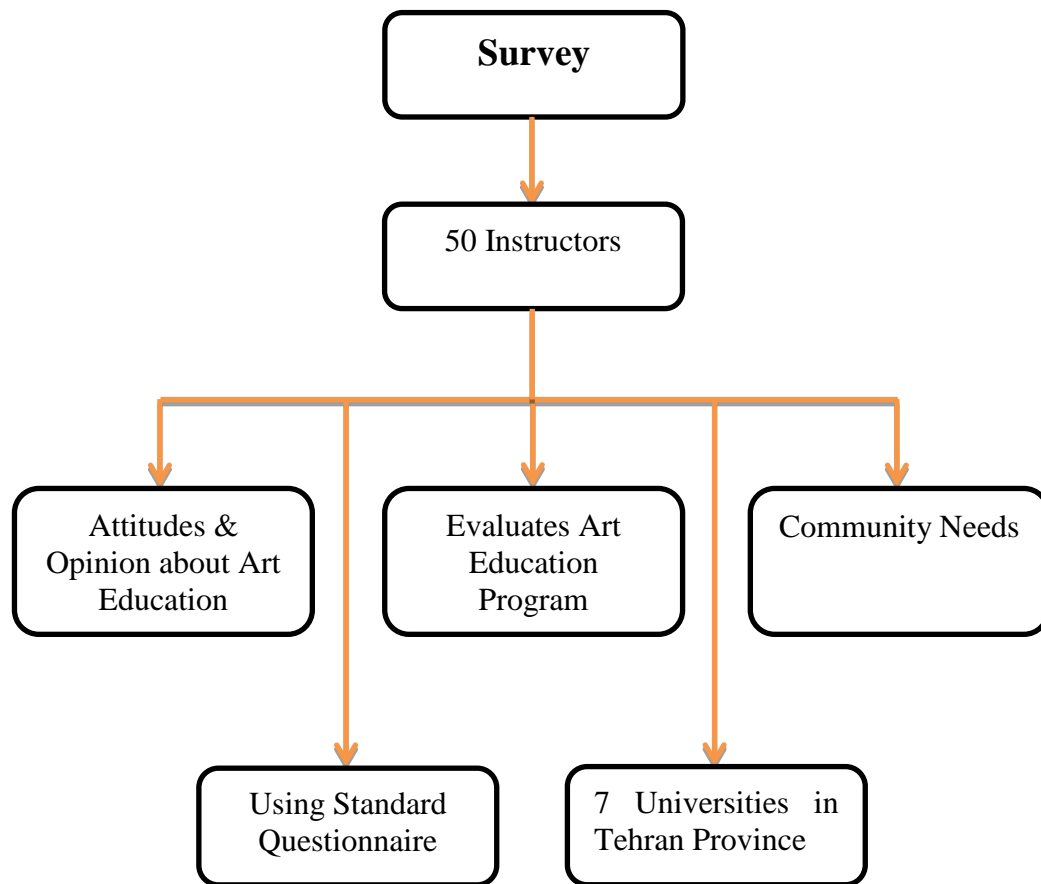 Survey
50 Instructors
Attitudes &
Opinion about Art
Education
Evaluates Art
Education
Program
Community Needs
Using Standard
Questionnaire
7 Universities in
Tehran Province